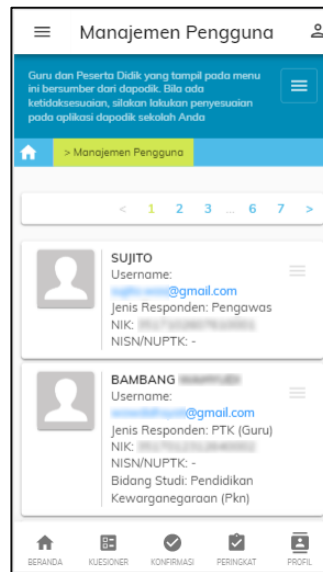 Manajemen Pengguna
Guru dan Peserta Didik yang tampil pada menu
ini bersumber dari dapodik. Bila ada
ketidaksesuaian, silakan lakukan penyesuaian
pada aplikasi dapodik sekolah Anda
> Manajemen Pengguna
< 1 2 3 ... 6 7 >
SUJITO
Username:
@gmail.com
Jenis Responden: Pengawas
NIK:
NISN/NUPTK: -
BAMBANG
Username:
@gmail.com
Jenis Responden: PTK (Guru)
NIK:
NISN/NUPTK: -
Bidang Studi: Pendidikan
Kewarganegaraan (Pkn)
BERANDA KUESIONER KONFIRMASI PERINGKAT PROFIL